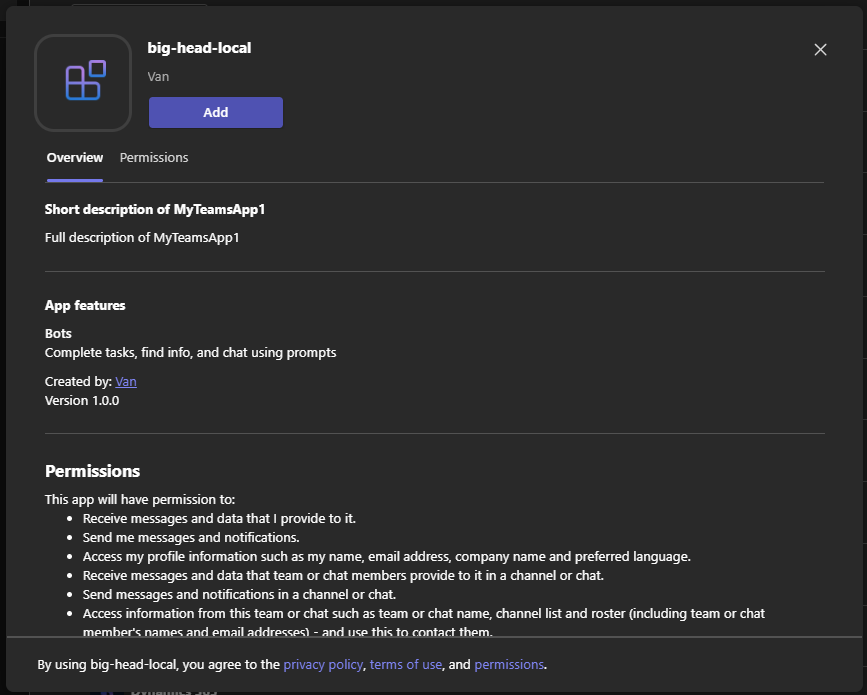 big-head-local
Van
Add
Overview Permissions
Short description of MyTeamsApp1
Full description of MyTeamsApp1
App features
Bots
Complete tasks, find info, and chat using prompts
Created by: Van
Version 1.0.0
Permissions
This app will have permission to:
• Receive messages and data that I provide to it.
• Send me messages and notifications.
• Access my profile information such as my name, email address, company name and preferred language.
• Receive messages and data that team or chat members provide to it in a channel or chat.
• Send messages and notifications in a channel or chat.
• Access information from this team or chat such as team or chat name, channel list and roster (including team or chat
member's names and email addresses) - and use this to contact them.
By using big-head-local, you agree to the privacy policy, terms of use, and permissions.
Dynamics 365